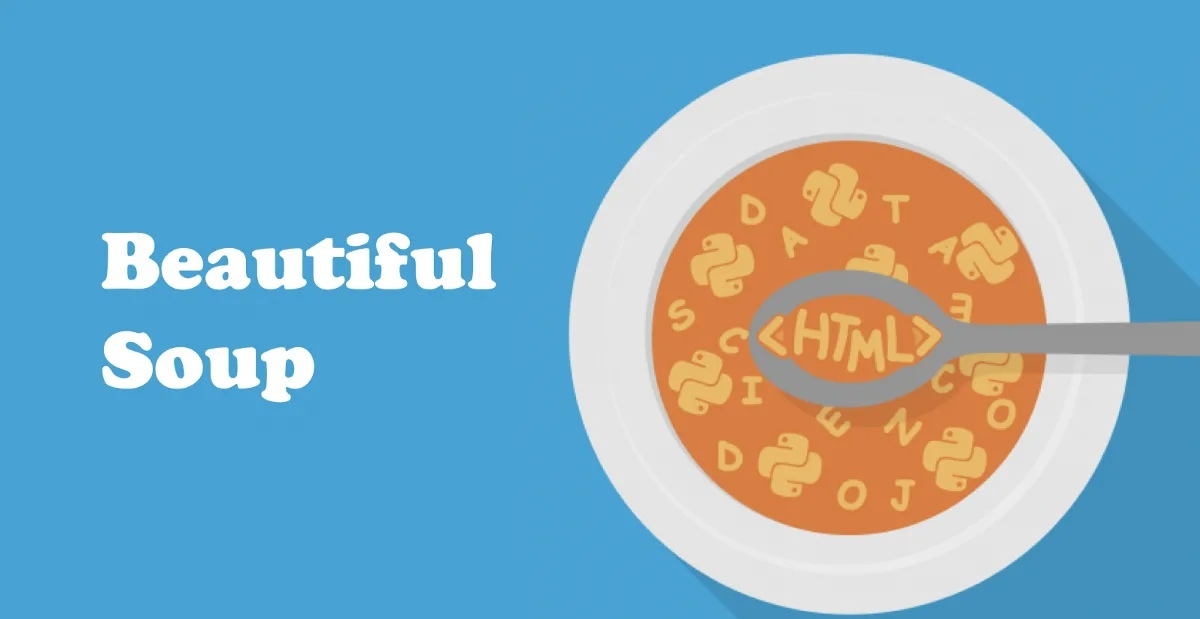 Beautiful
Soup
D A T A
S C I E N C E
D O J O
<HTML>